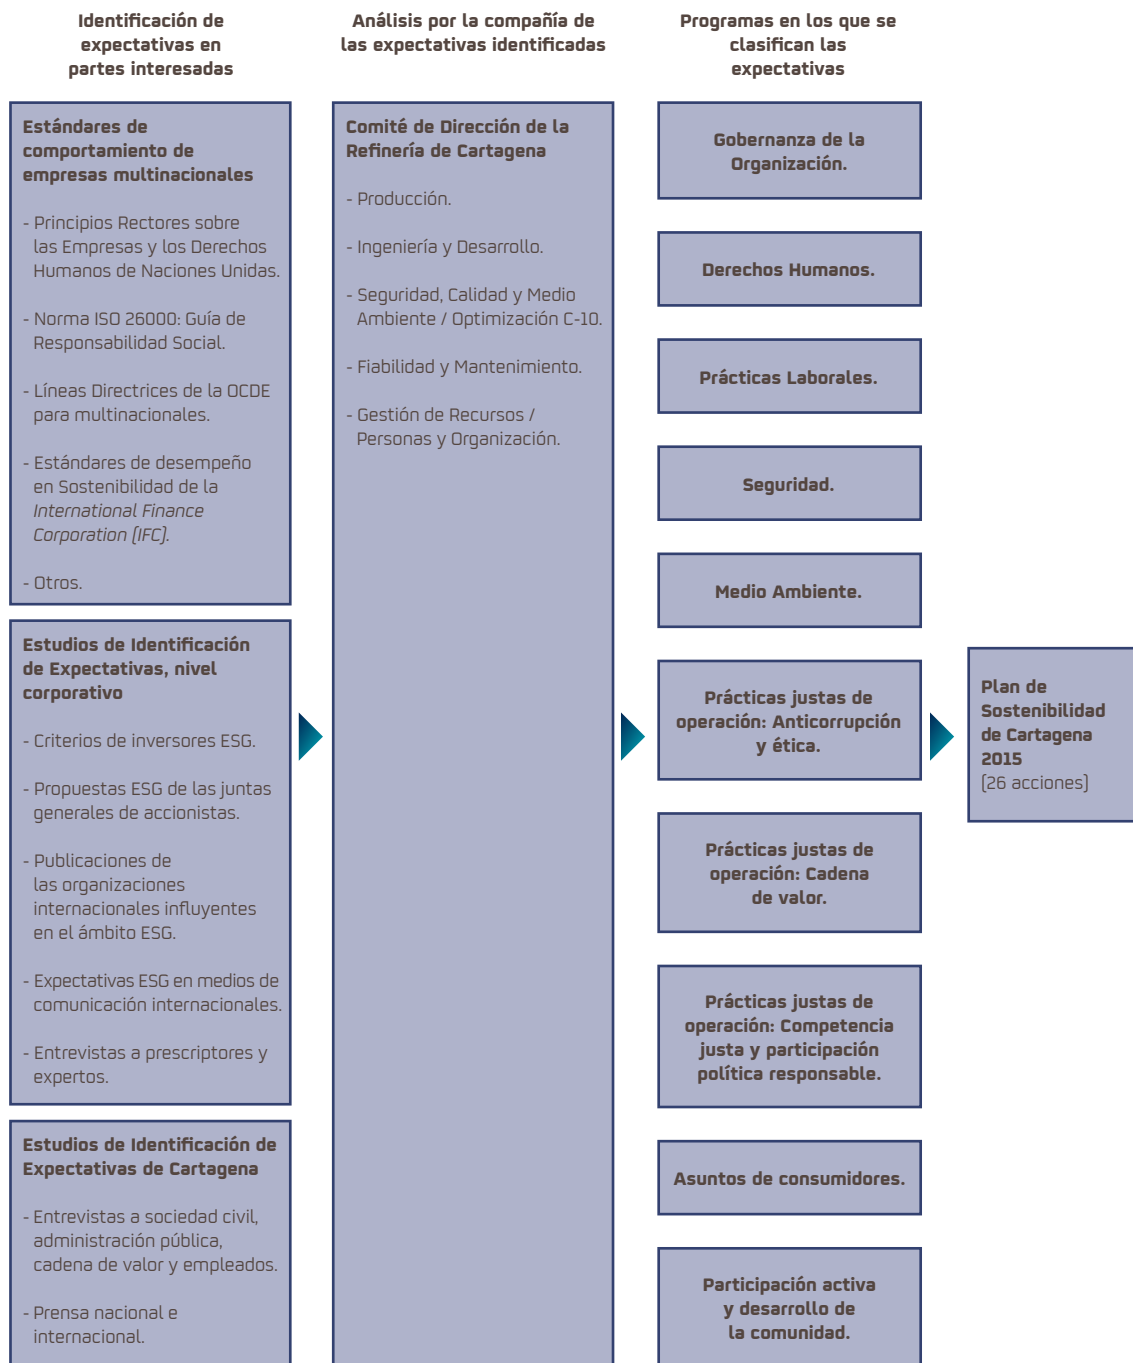 Identificación de
expectativas en
partes interesadas
Análisis por la compañía de
las expectativas identificadas
Programas en los que se
clasifican las
expectativas
Estándares de
comportamiento de
empresas multinacionales
- Principios Rectores sobre
las Empresas y los Derechos
Humanos de Naciones Unidas.
- Norma ISO 26000: Guía de
Responsabilidad Social.
- Líneas Directrices de la OCDE
para multinacionales.
- Estándares de desempeño
en Sostenibilidad de la
International Finance
Corporation (IFC).
- Otros.
Estudios de Identificación
de Expectativas, nivel
corporativo
- Criterios de inversores ESG.
- Propuestas ESG de las juntas
generales de accionistas.
- Publicaciones de
las organizaciones
internacionales influyentes
en el ámbito ESG.
- Expectativas ESG en medios de
comunicación internacionales.
- Entrevistas a prescriptores y
expertos.
Estudios de Identificación de
Expectativas de Cartagena
- Entrevistas a sociedad civil,
administración pública,
cadena de valor y empleados.
- Prensa nacional e
internacional.
Comité de Dirección de la
Refinería de Cartagena
- Producción.
- Ingeniería y Desarrollo.
- Seguridad, Calidad y Medio
Ambiente / Optimización C-10.
- Fiabilidad y Mantenimiento.
- Gestión de Recursos /
Personas y Organización.
Gobernanza de la
Organización.
Derechos Humanos.
Prácticas Laborales.
Seguridad.
Medio Ambiente.
Prácticas justas de
operación: Anticorrupción
y ética.
Prácticas justas de
operación: Cadena
de valor.
Prácticas justas de
operación: Competencia
justa y participación
política responsable.
Asuntos de consumidores.
Participación activa
y desarrollo de
la comunidad.
Plan de
Sostenibilidad
de Cartagena
2015
(26 acciones)